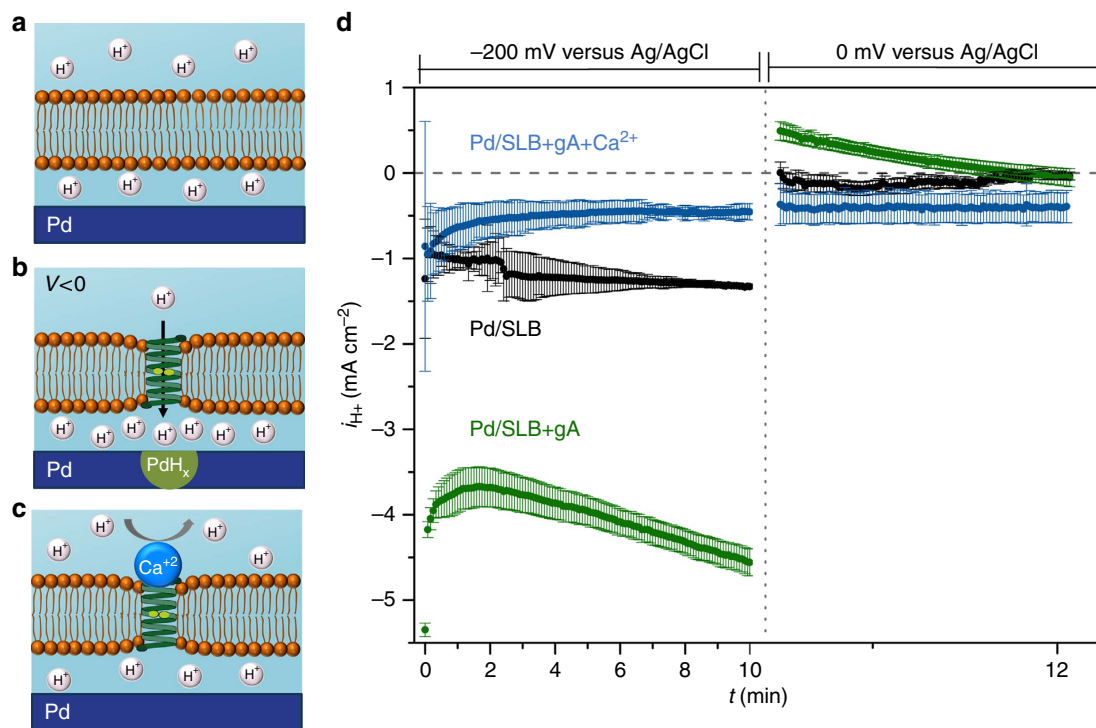 a
H⁺ H⁺ H⁺ H⁺
H⁺ H⁺ H⁺ H⁺
Pd
b
V<0
H⁺
H⁺ H⁺ H⁺ H⁺ H⁺ H⁺ H⁺
Pd
PdHₓ
c
H⁺ H⁺
Ca⁺²
H⁺ H⁺
H⁺ H⁺ H⁺ H⁺
Pd
d
−200 mV versus Ag/AgCl
0 mV versus Ag/AgCl
1
0
−1
−2
−3
−4
−5
i_H+ (mA cm⁻²)
Pd/SLB+gA+Ca²⁺
Pd/SLB
Pd/SLB+gA
0 2 4 6 8 10 12
t (min)